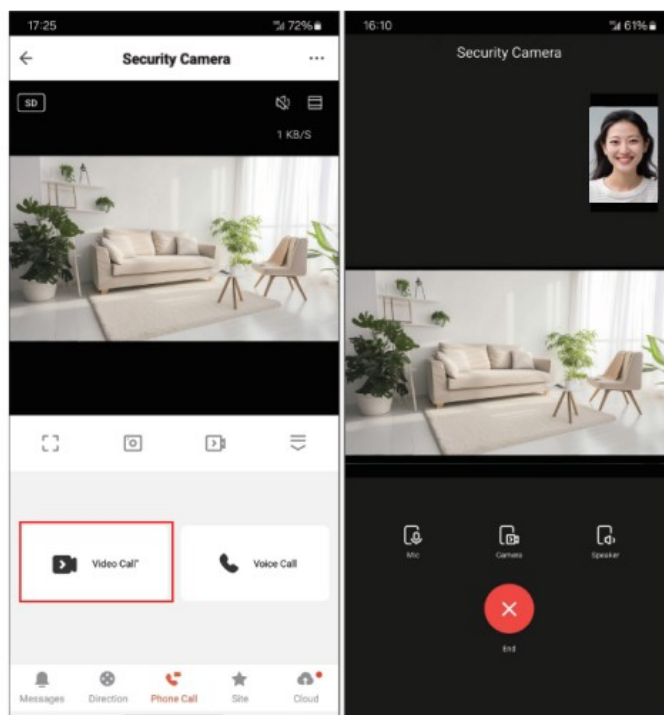 17:25
72%
Security Camera
SD
1 KB/S
Video Call*
Voice Call
Messages
Direction
Phone Call
Site
Cloud
16:10
61%
Security Camera
Mic
Camera
Speaker
End